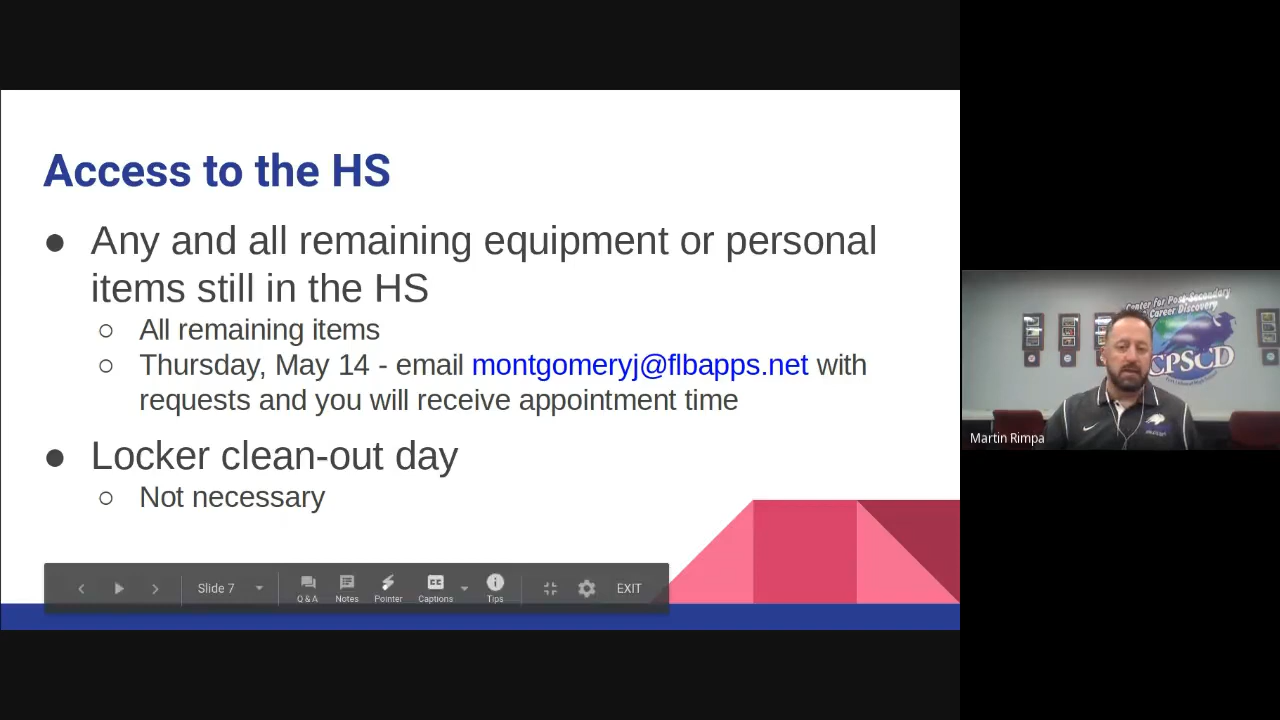 Access to the HS
● Any and all remaining equipment or personal
items still in the HS
○ All remaining items
○ Thursday, May 14 - email montgomeryj@flbapps.net with
requests and you will receive appointment time
● Locker clean-out day
○ Not necessary
Slide 7
Q & A
Notes
Pointer
CC
Captions
Tips
EXIT
Center for Post-Secondary
Career Discovery
CPSCD
Martin Rimpa